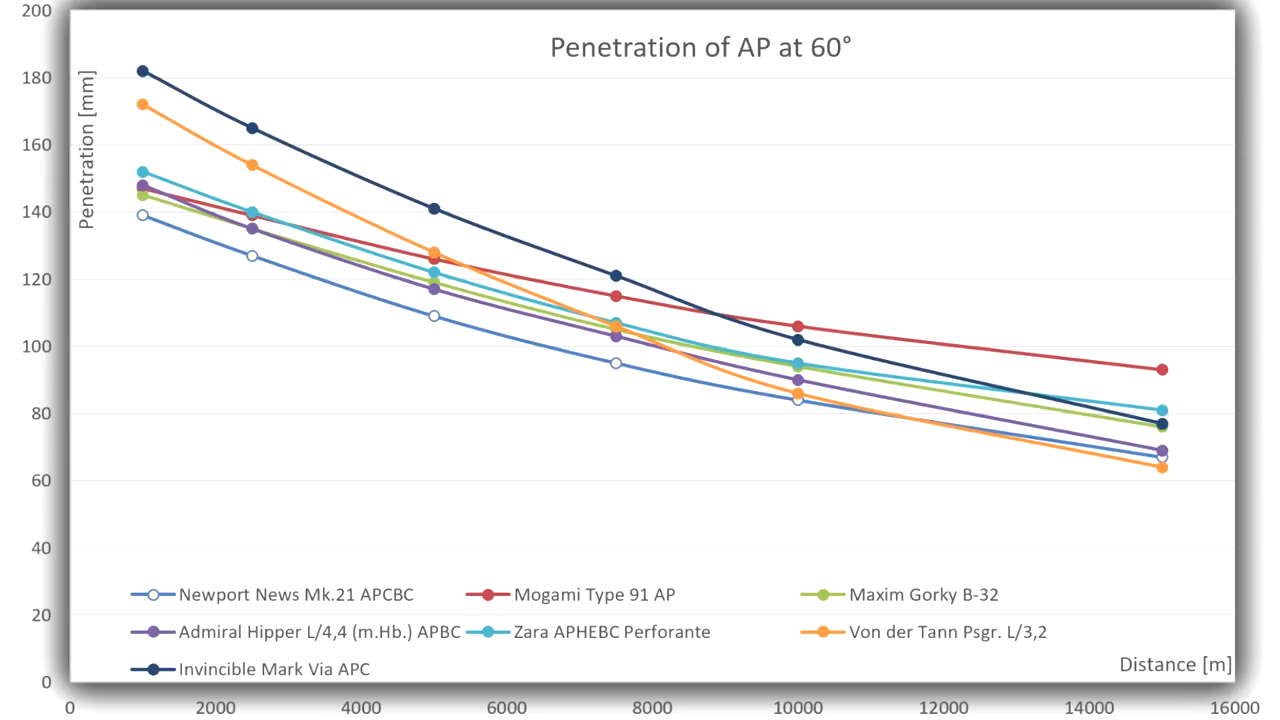 Penetration of AP at 60°
Penetration [mm]
200
180
160
140
120
100
80
60
40
20
0
Newport News Mk.21 APCBC
Mogami Type 91 AP
Maxim Gorky B-32
Admiral Hipper L/4,4 (m.Hb.) APBC
Zara APHEBC Perforante
Von der Tann Psgr. L/3,2
Invincible Mark Via APC
Distance [m]
0 2000 4000 6000 8000 10000 12000 14000 16000